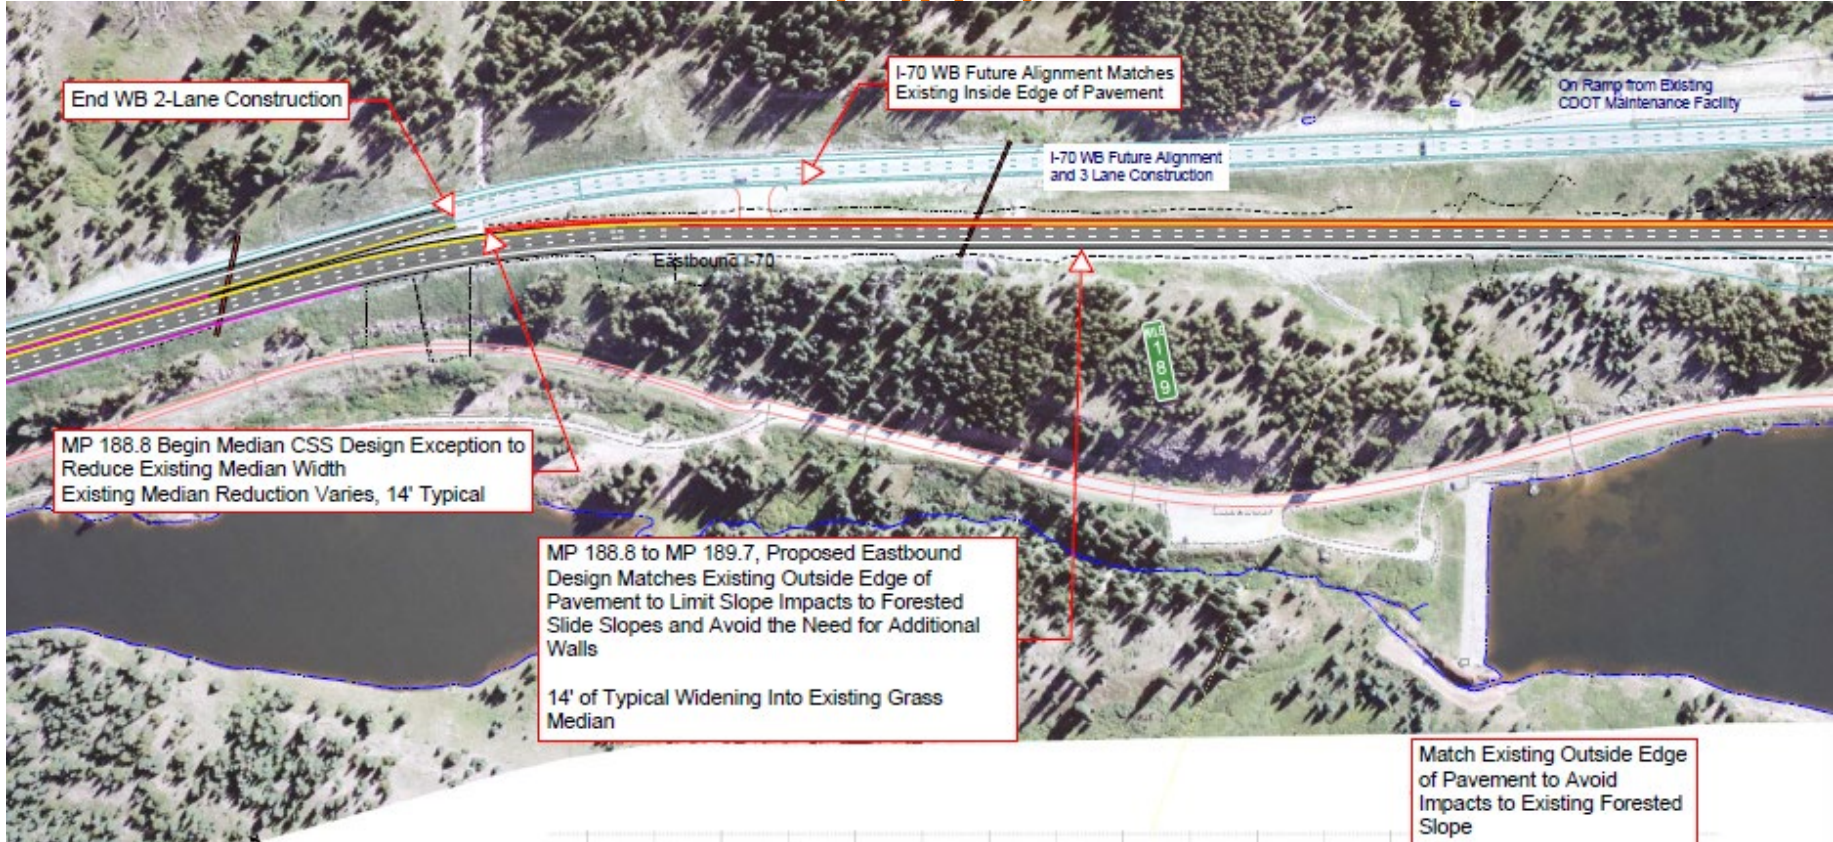 End WB 2-Lane Construction
I-70 WB Future Alignment Matches
Existing Inside Edge of Pavement
On Ramp from Existing
CDOT Maintenance Facility
I-70 WB Future Alignment
and 3 Lane Construction
Eastbound I-70
MILE
1
8
9
MP 188.8 Begin Median CSS Design Exception to
Reduce Existing Median Width
Existing Median Reduction Varies, 14' Typical
MP 188.8 to MP 189.7, Proposed Eastbound
Design Matches Existing Outside Edge of
Pavement to Limit Slope Impacts to Forested
Slide Slopes and Avoid the Need for Additional
Walls
14' of Typical Widening Into Existing Grass
Median
Match Existing Outside Edge
of Pavement to Avoid
Impacts to Existing Forested
Slope